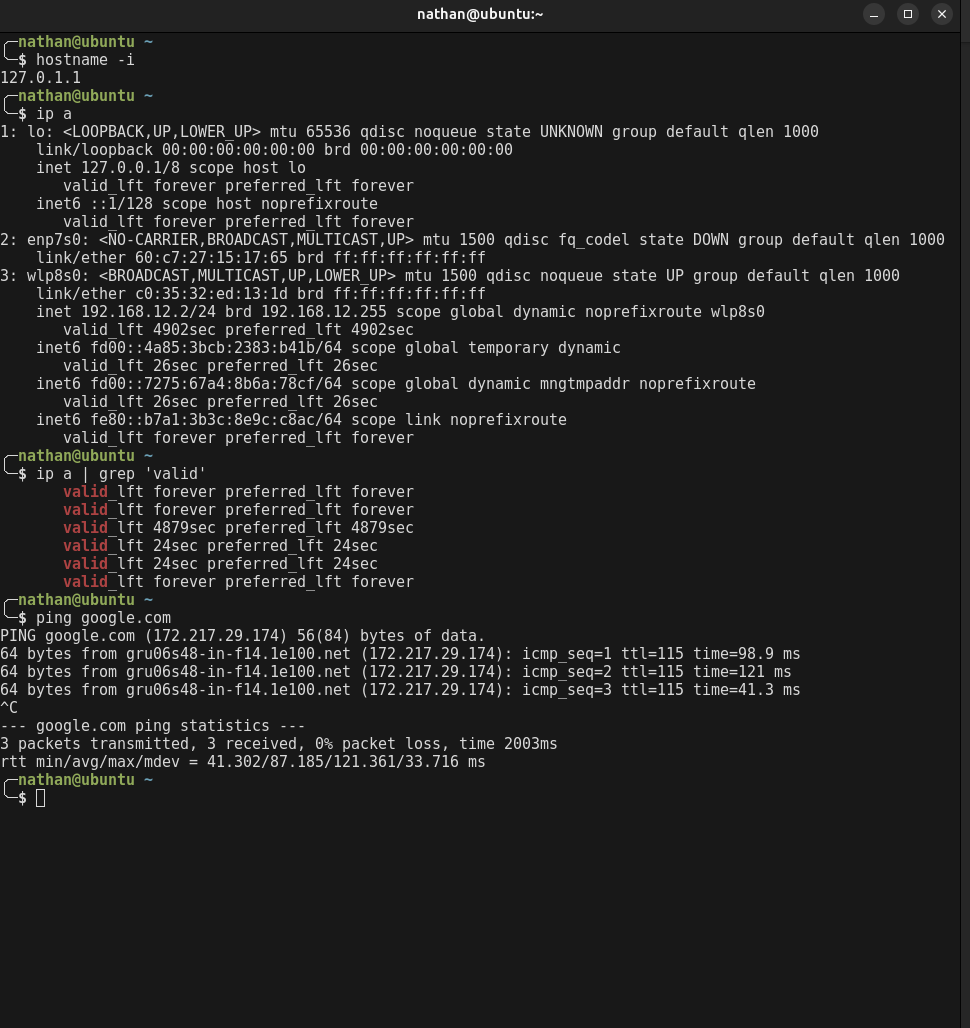 nathan@ubuntu:~
nathan@ubuntu ~
$ hostname -i
127.0.1.1
nathan@ubuntu ~
$ ip a
1: lo: <LOOPBACK,UP,LOWER_UP> mtu 65536 qdisc noqueue state UNKNOWN group default qlen 1000
    link/loopback 00:00:00:00:00:00 brd 00:00:00:00:00:00
    inet 127.0.0.1/8 scope host lo
       valid_lft forever preferred_lft forever
    inet6 ::1/128 scope host noprefixroute
       valid_lft forever preferred_lft forever
2: enp7s0: <NO-CARRIER,BROADCAST,MULTICAST,UP> mtu 1500 qdisc fq_codel state DOWN group default qlen 1000
    link/ether 60:c7:27:15:17:65 brd ff:ff:ff:ff:ff:ff
3: wlp8s0: <BROADCAST,MULTICAST,UP,LOWER_UP> mtu 1500 qdisc noqueue state UP group default qlen 1000
    link/ether c0:35:32:ed:13:1d brd ff:ff:ff:ff:ff:ff
    inet 192.168.12.2/24 brd 192.168.12.255 scope global dynamic noprefixroute wlp8s0
       valid_lft 4902sec preferred_lft 4902sec
    inet6 fd00::4a85:3bcb:2383:b41b/64 scope global temporary dynamic
       valid_lft 26sec preferred_lft 26sec
    inet6 fd00::7275:67a4:8b6a:78cf/64 scope global dynamic mngtmpaddr noprefixroute
       valid_lft 26sec preferred_lft 26sec
    inet6 fe80::b7a1:3b3c:8e9c:c8ac/64 scope link noprefixroute
       valid_lft forever preferred_lft forever
nathan@ubuntu ~
$ ip a | grep 'valid'
       valid_lft forever preferred_lft forever
       valid_lft forever preferred_lft forever
       valid_lft 4879sec preferred_lft 4879sec
       valid_lft 24sec preferred_lft 24sec
       valid_lft 24sec preferred_lft 24sec
       valid_lft forever preferred_lft forever
nathan@ubuntu ~
$ ping google.com
PING google.com (172.217.29.174) 56(84) bytes of data.
64 bytes from gru06s48-in-f14.1e100.net (172.217.29.174): icmp_seq=1 ttl=115 time=98.9 ms
64 bytes from gru06s48-in-f14.1e100.net (172.217.29.174): icmp_seq=2 ttl=115 time=121 ms
64 bytes from gru06s48-in-f14.1e100.net (172.217.29.174): icmp_seq=3 ttl=115 time=41.3 ms
^C
--- google.com ping statistics ---
3 packets transmitted, 3 received, 0% packet loss, time 2003ms
rtt min/avg/max/mdev = 41.302/87.185/121.361/33.716 ms
nathan@ubuntu ~
$